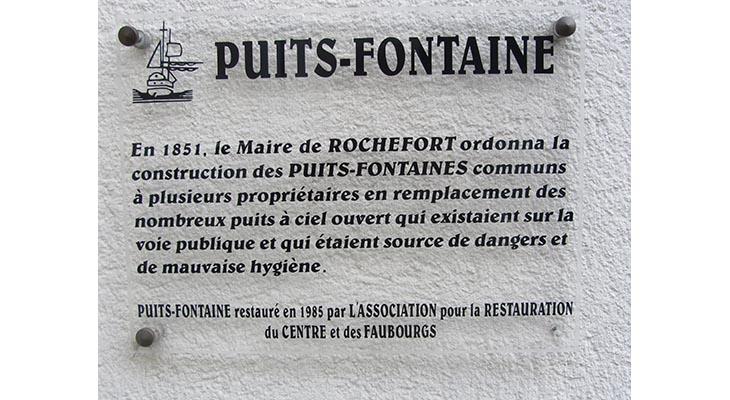 PUITS-FONTAINE
En 1851, le Maire de ROCHEFORT ordonna la
construction des PUITS-FONTAINES communs
à plusieurs propriétaires en remplacement des
nombreux puits à ciel ouvert qui existaient sur la
voie publique et qui étaient source de dangers et
de mauvaise hygiène.
PUITS-FONTAINE restauré en 1985 par L'ASSOCIATION pour la RESTAURATION
du CENTRE et des FAUBOURGS